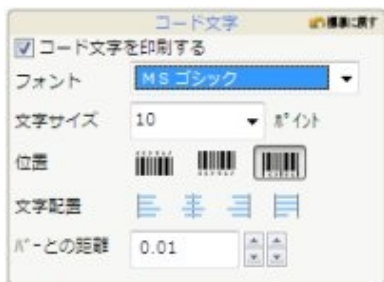 コード文字 標準に戻す
コード文字を印刷する
フォント MS ゴシック
文字サイズ 10 ポイント
位置
文字配置
バーとの距離 0.01